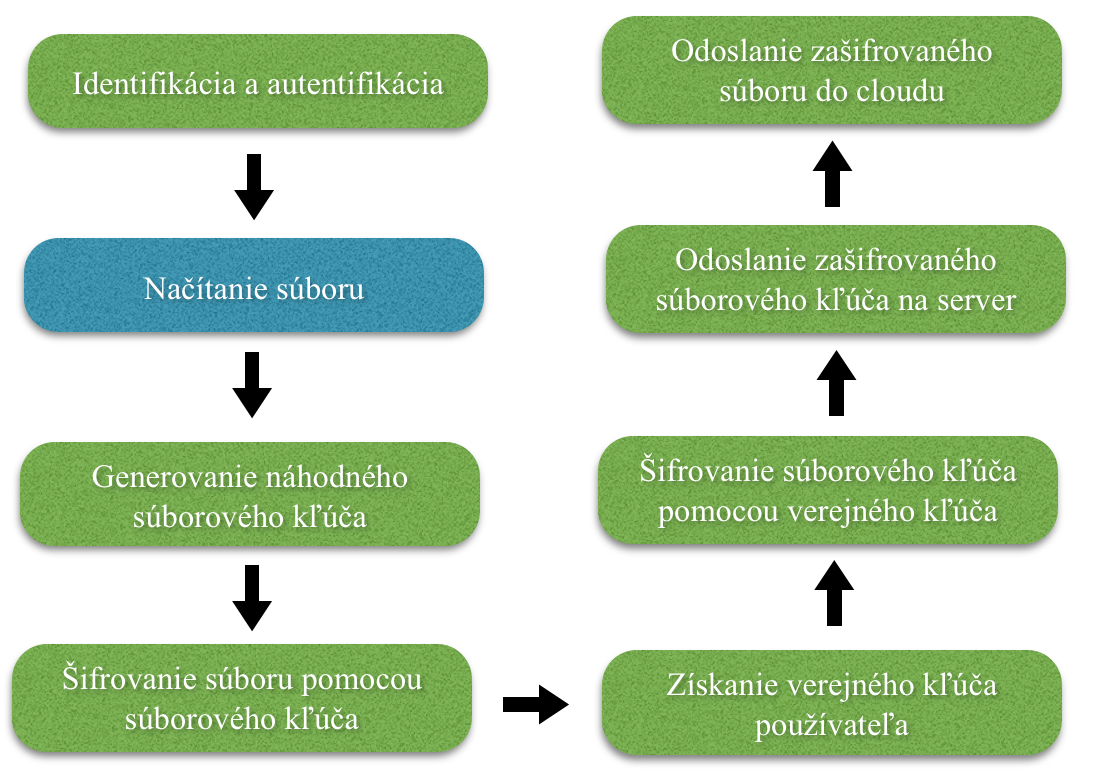 Identifikácia a autentifikácia
Načítanie súboru
Generovanie náhodného
súborového kľúča
Šifrovanie súboru pomocou
súborového kľúča
Získanie verejného kľúča
používateľa
Šifrovanie súborového kľúča
pomocou verejného kľúča
Odoslanie zašifrovaného
súborového kľúča na server
Odoslanie zašifrovaného
súboru do cloudu